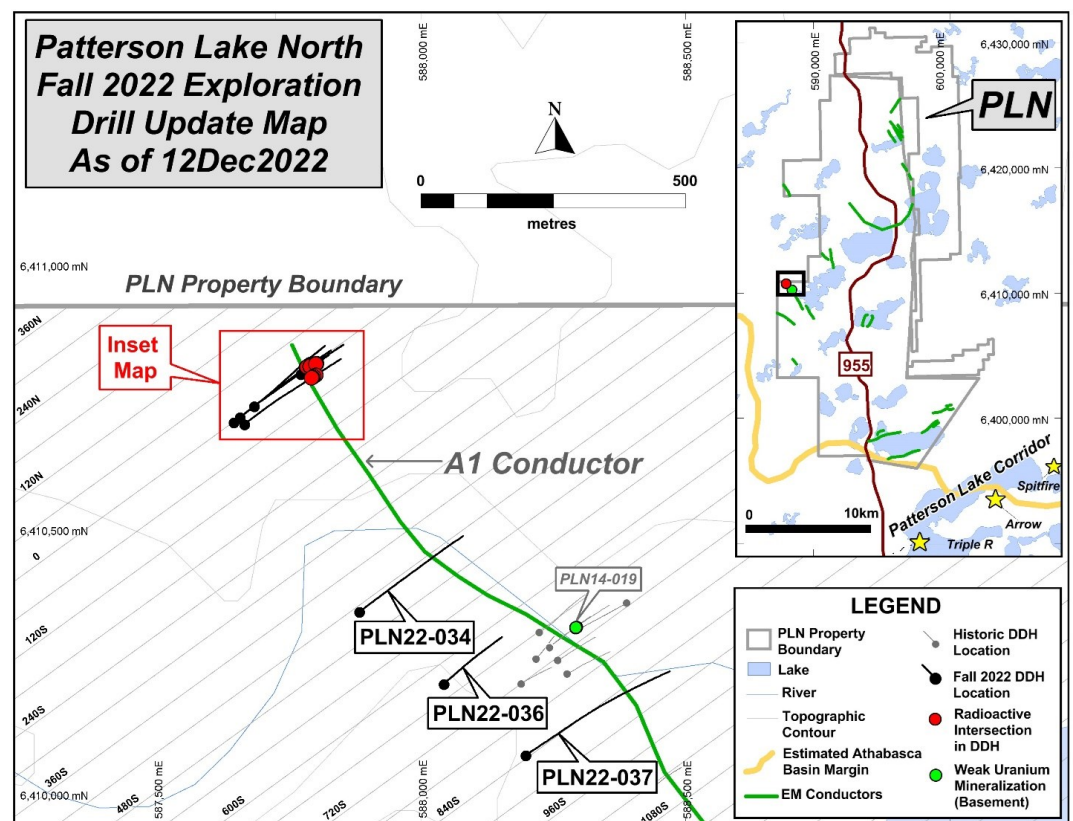 Patterson Lake North
Fall 2022 Exploration
Drill Update Map
As of 12Dec2022
588,000 mE
588,500 mE
N
0
500
metres
6,411,000 mN
PLN Property Boundary
360N
Inset
Map
240N
A1 Conductor
120N
6,410,500 mN
0
PLN14-019
PLN22-034
120S
PLN22-036
240S
PLN22-037
360S
6,410,000 mN
480S
587,500 mE
600S
720S
588,000 mE
840S
960S
1080S
588,500 mE
590,000 mE
600,000 mE
6,430,000 mN
PLN
6,420,000 mN
6,410,000 mN
955
6,400,000 mN
Patterson Lake Corridor
Spitfire
0
10km
Arrow
Triple R
LEGEND
PLN Property
Boundary
Lake
River
Topographic
Contour
Estimated Athabasca
Basin Margin
EM Conductors
Historic DDH
Location
Fall 2022 DDH
Location
Radioactive
Intersection
in DDH
Weak Uranium
Mineralization
(Basement)